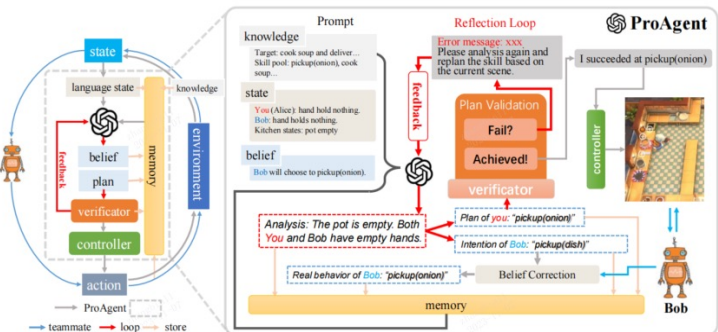 state
language state
knowledge
feedback
belief
plan
verificator
controller
action
memory
environment
ProAgent
teammate
loop
store
Prompt
knowledge
Target: cook soup and deliver…
Skill pool: pickup(onion), cook
soup…
state
You (Alice): hand hold nothing.
Bob: hand holds nothing.
Kitchen states: pot empty
belief
Bob will choose to pickup(onion).
Reflection Loop
Error message: xxx
Please analysis again and
replan the skill based on
the current scene.
feedback
Plan Validation
Fail?
Achieved!
verificator
ProAgent
I succeeded at pickup(onion)
controller
Analysis: The pot is empty. Both
You and Bob have empty hands.
Plan of you: "pickup(onion)"
Intention of Bob: "pickup(dish)"
Real behavior of Bob: "pickup(onion)"
Belief Correction
memory
Bob